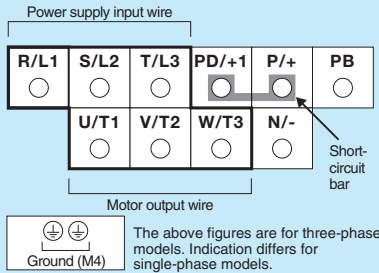 Power supply input wire
R/L1 S/L2 T/L3 PD/+1 P/+ PB
U/T1 V/T2 W/T3 N/-
Short-
circuit
bar
Motor output wire
Ground (M4)
The above figures are for three-phase
models. Indication differs for
single-phase models.